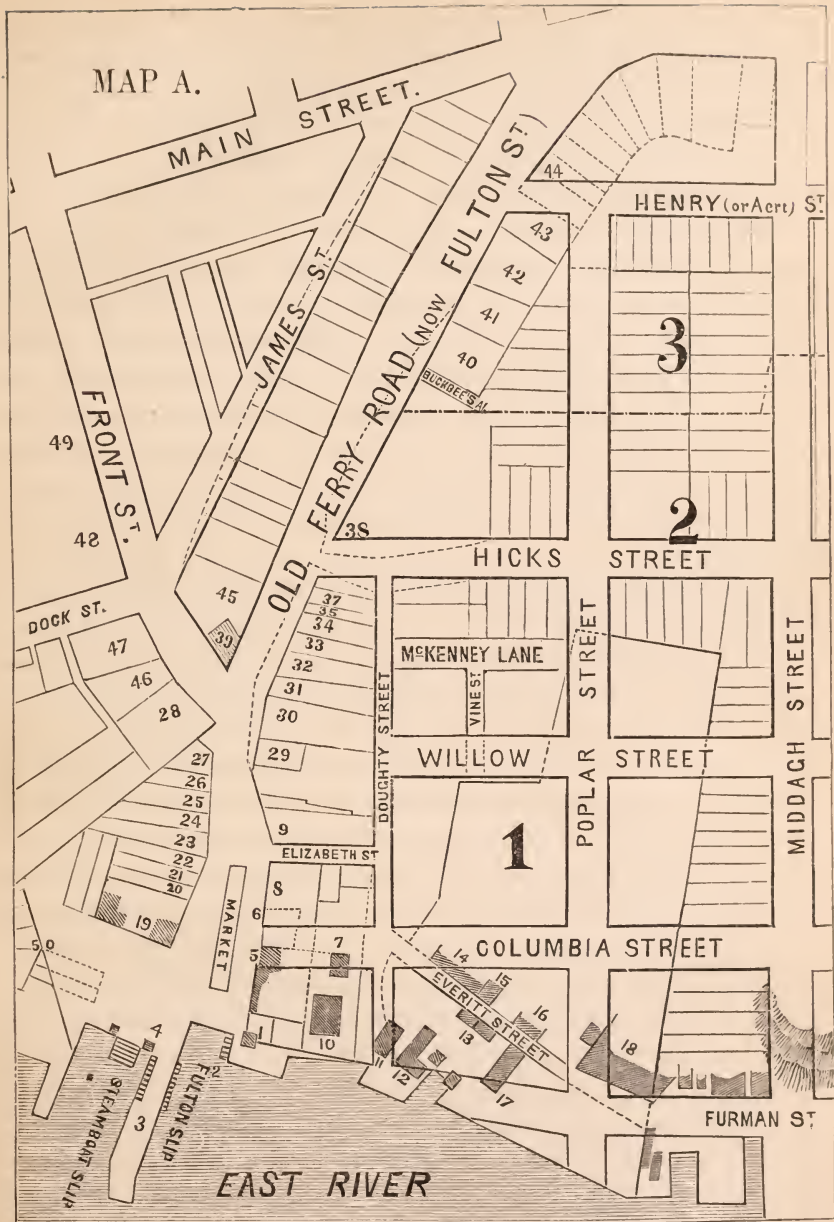 MAP A.
MAIN STREET.
JAMES ST.
OLD FERRY ROAD (NOW FULTON ST)
44
HENRY (or Acrt) ST
43
42
41
40
BUCKBEE'S AL
3
FRONT ST.
49
48
38
2
HICKS STREET
45
39
DOCK ST.
47
46
28
37
35
34
33
32
31
30
29
9
DOUGHTY STREET
McKENNEY LANE
VINE ST
POPLAR STREET
MIDDAGH STREET
WILLOW STREET
1
27
26
25
24
23
22
21
20
19
ELIZABETH ST
8
6
5
7
MARKET
COLUMBIA STREET
50
14
15
16
EVERITT STREET
13
18
1
10
11
12
17
4
2
3
STEAMBOAT SLIP
FULTON SLIP
FURMAN ST.
EAST RIVER